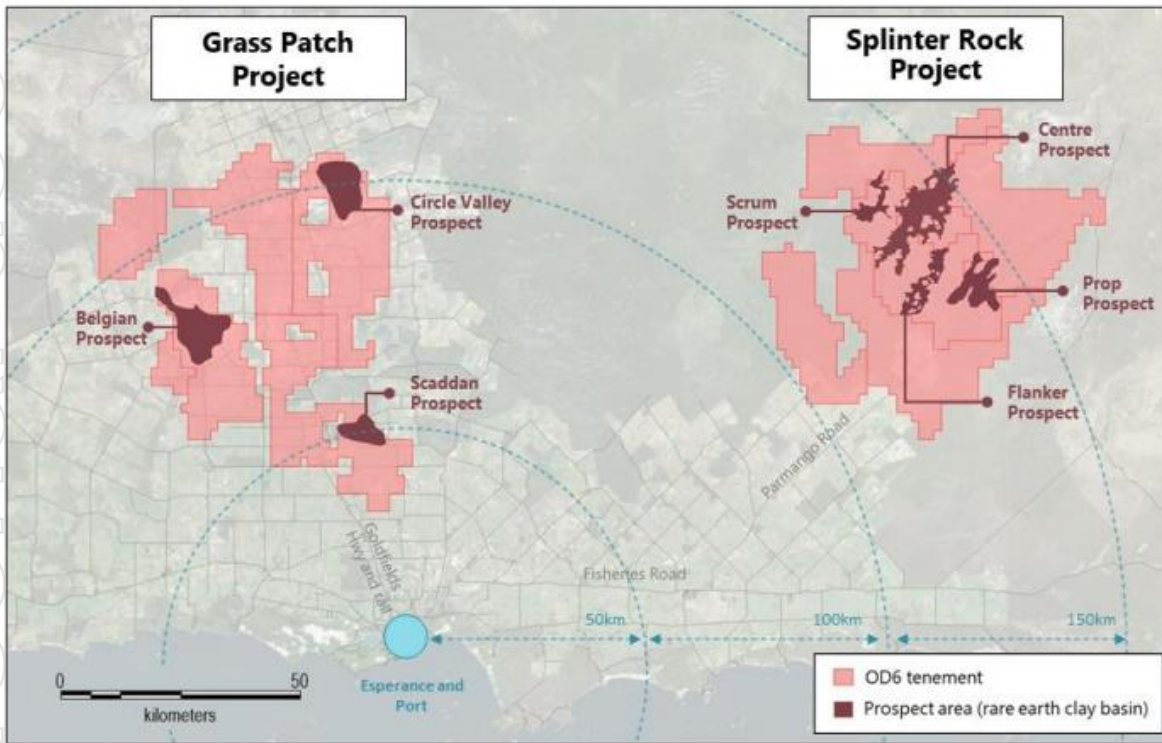 Grass Patch
Project
Splinter Rock
Project
Centre
Prospect
Circle Valley
Prospect
Scrum
Prospect
Belgian
Prospect
Prop
Prospect
Scaddan
Prospect
Flanker
Prospect
Parmango Road
Goldfields
Hwy and rail
Fisheries Road
50km
100km
150km
Esperance and
Port
0
50
kilometers
OD6 tenement
Prospect area (rare earth clay basin)